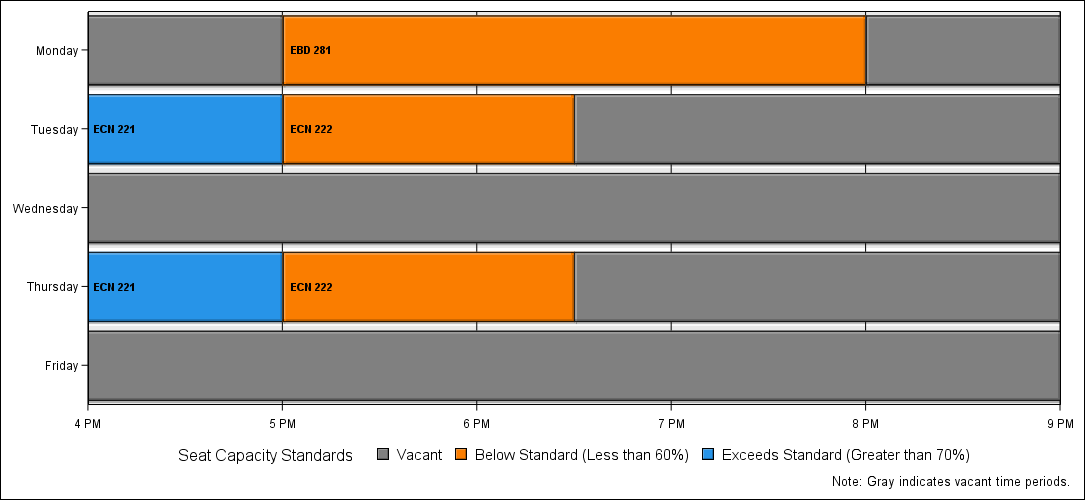 Monday
EBD 281
Tuesday
ECN 221
ECN 222
Wednesday
Thursday
ECN 221
ECN 222
Friday
4 PM 5 PM 6 PM 7 PM 8 PM 9 PM
Seat Capacity Standards Vacant Below Standard (Less than 60%) Exceeds Standard (Greater than 70%)
Note: Gray indicates vacant time periods.